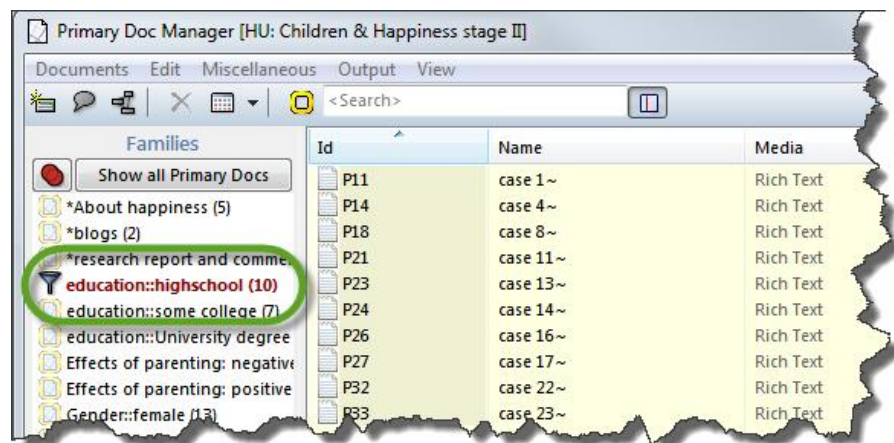 Primary Doc Manager [HU: Children & Happiness stage II]
Documents Edit Miscellaneous Output View
<Search>
Families
Show all Primary Docs
*About happiness (5)
*blogs (2)
*research report and comme
education::highschool (10)
education::some college (7)
education::University degree
Effects of parenting: negative
Effects of parenting: positive
Gender::female (13)
Id Name Media
P11 case 1~ Rich Text
P14 case 4~ Rich Text
P18 case 8~ Rich Text
P21 case 11~ Rich Text
P23 case 13~ Rich Text
P24 case 14~ Rich Text
P26 case 16~ Rich Text
P27 case 17~ Rich Text
P32 case 22~ Rich Text
P33 case 23~ Rich Text